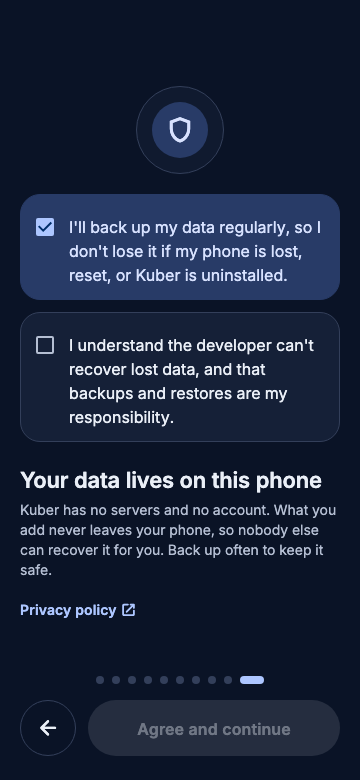 I'll back up my data regularly, so I
don't lose it if my phone is lost,
reset, or Kuber is uninstalled.
I understand the developer can't
recover lost data, and that
backups and restores are my
responsibility.
Your data lives on this phone
Kuber has no servers and no account. What you
add never leaves your phone, so nobody else
can recover it for you. Back up often to keep it
safe.
Privacy policy
Agree and continue